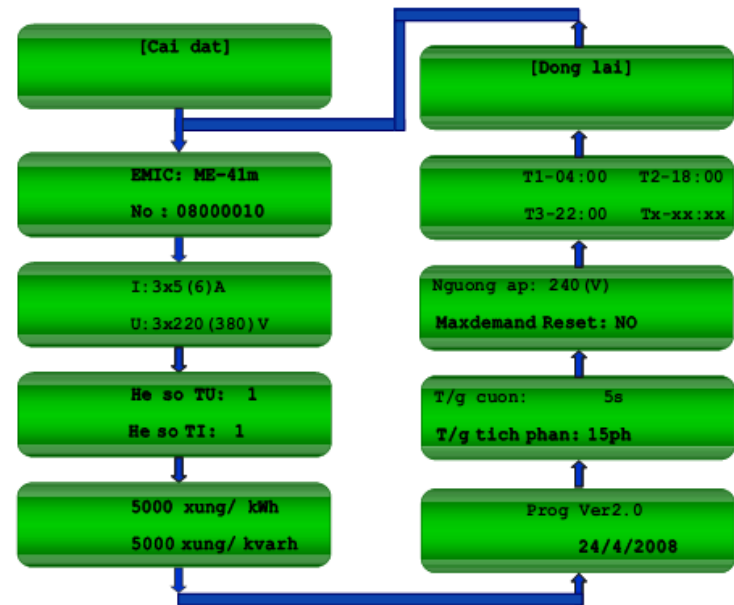 [Cai dat]
EMIC: ME-41m
No : 08000010
I:3x5(6)A
U:3x220(380)V
He so TU: 1
He so TI: 1
5000 xung/ kWh
5000 xung/ kvarh
[Dong lai]
T1-04:00 T2-18:00
T3-22:00 Tx-xx:xx
Nguong ap: 240(V)
Maxdemand Reset: NO
T/g cuon: 5s
T/g tich phan: 15ph
Prog Ver2.0
24/4/2008